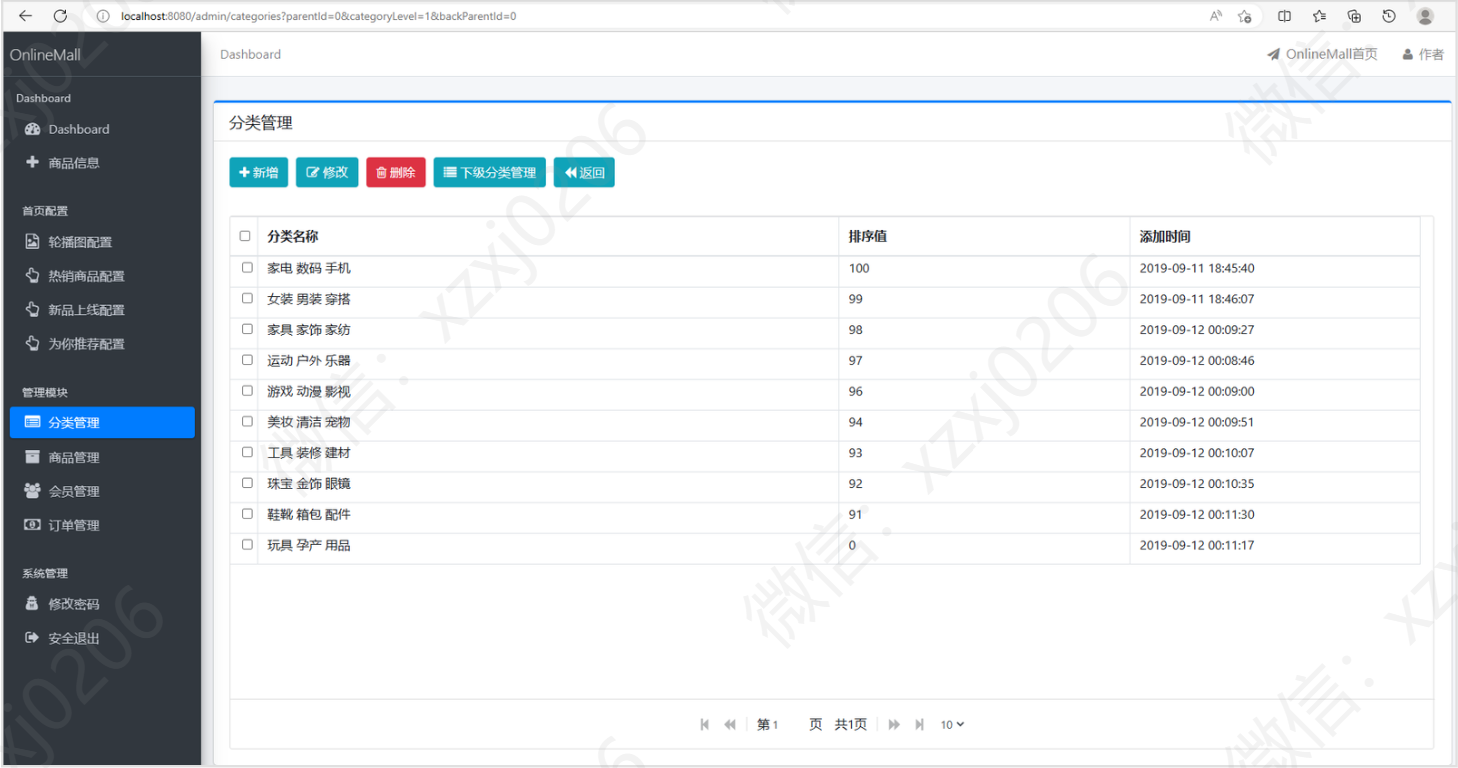 localhost:8080/admin/categories?parentId=0&categoryLevel=1&backParentId=0
OnlineMall
Dashboard
OnlineMall首页
作者
Dashboard
Dashboard
商品信息
首页配置
轮播图配置
热销商品配置
新品上线配置
为你推荐配置
管理模块
分类管理
商品管理
会员管理
订单管理
系统管理
修改密码
安全退出
分类管理
新增 修改 删除 下级分类管理 返回
分类名称 排序值 添加时间
家电 数码 手机 100 2019-09-11 18:45:40
女装 男装 穿搭 99 2019-09-11 18:46:07
家具 家饰 家纺 98 2019-09-12 00:09:27
运动 户外 乐器 97 2019-09-12 00:08:46
游戏 动漫 影视 96 2019-09-12 00:09:00
美妆 清洁 宠物 94 2019-09-12 00:09:51
工具 装修 建材 93 2019-09-12 00:10:07
珠宝 金饰 眼镜 92 2019-09-12 00:10:35
鞋靴 箱包 配件 91 2019-09-12 00:11:30
玩具 孕产 用品 0 2019-09-12 00:11:17
第 1 页 共1页 10
微信：xzxj0206
微信：xzxj0206